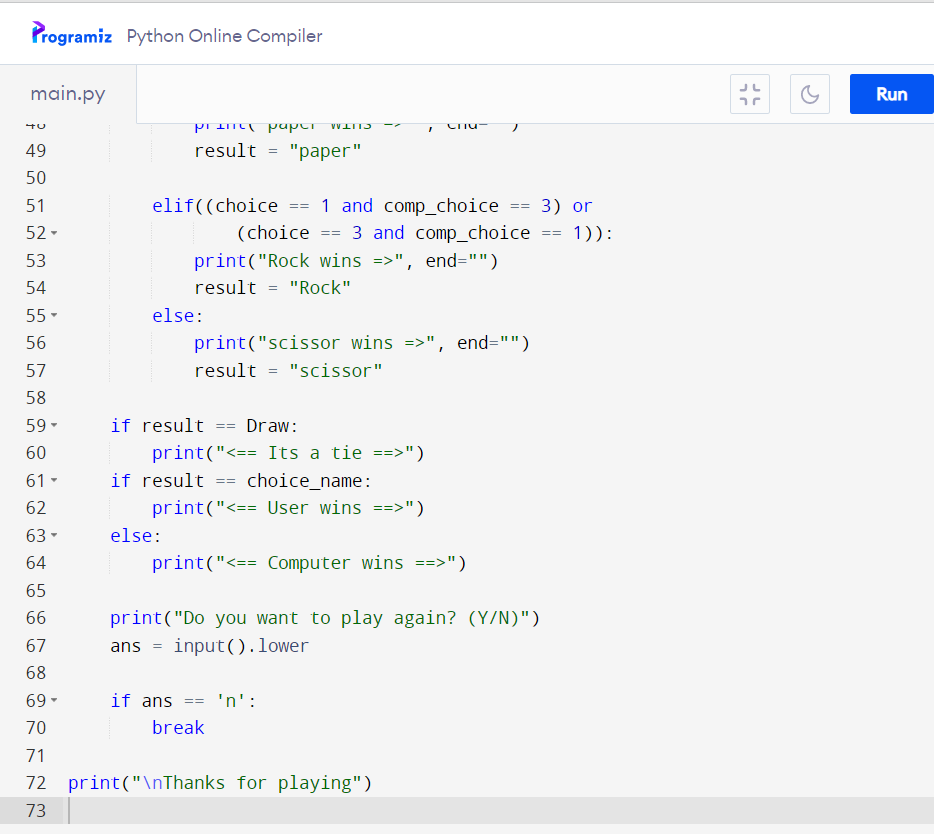 Programiz Python Online Compiler
main.py Run
48 print("paper wins =>", end="")
49 result = "paper"
50
51 elif((choice == 1 and comp_choice == 3) or
52 (choice == 3 and comp_choice == 1)):
53 print("Rock wins =>", end="")
54 result = "Rock"
55 else:
56 print("scissor wins =>", end="")
57 result = "scissor"
58
59 if result == Draw:
60 print("<== Its a tie ==>")
61 if result == choice_name:
62 print("<== User wins ==>")
63 else:
64 print("<== Computer wins ==>")
65
66 print("Do you want to play again? (Y/N)")
67 ans = input().lower
68
69 if ans == 'n':
70 break
71
72 print("\nThanks for playing")
73